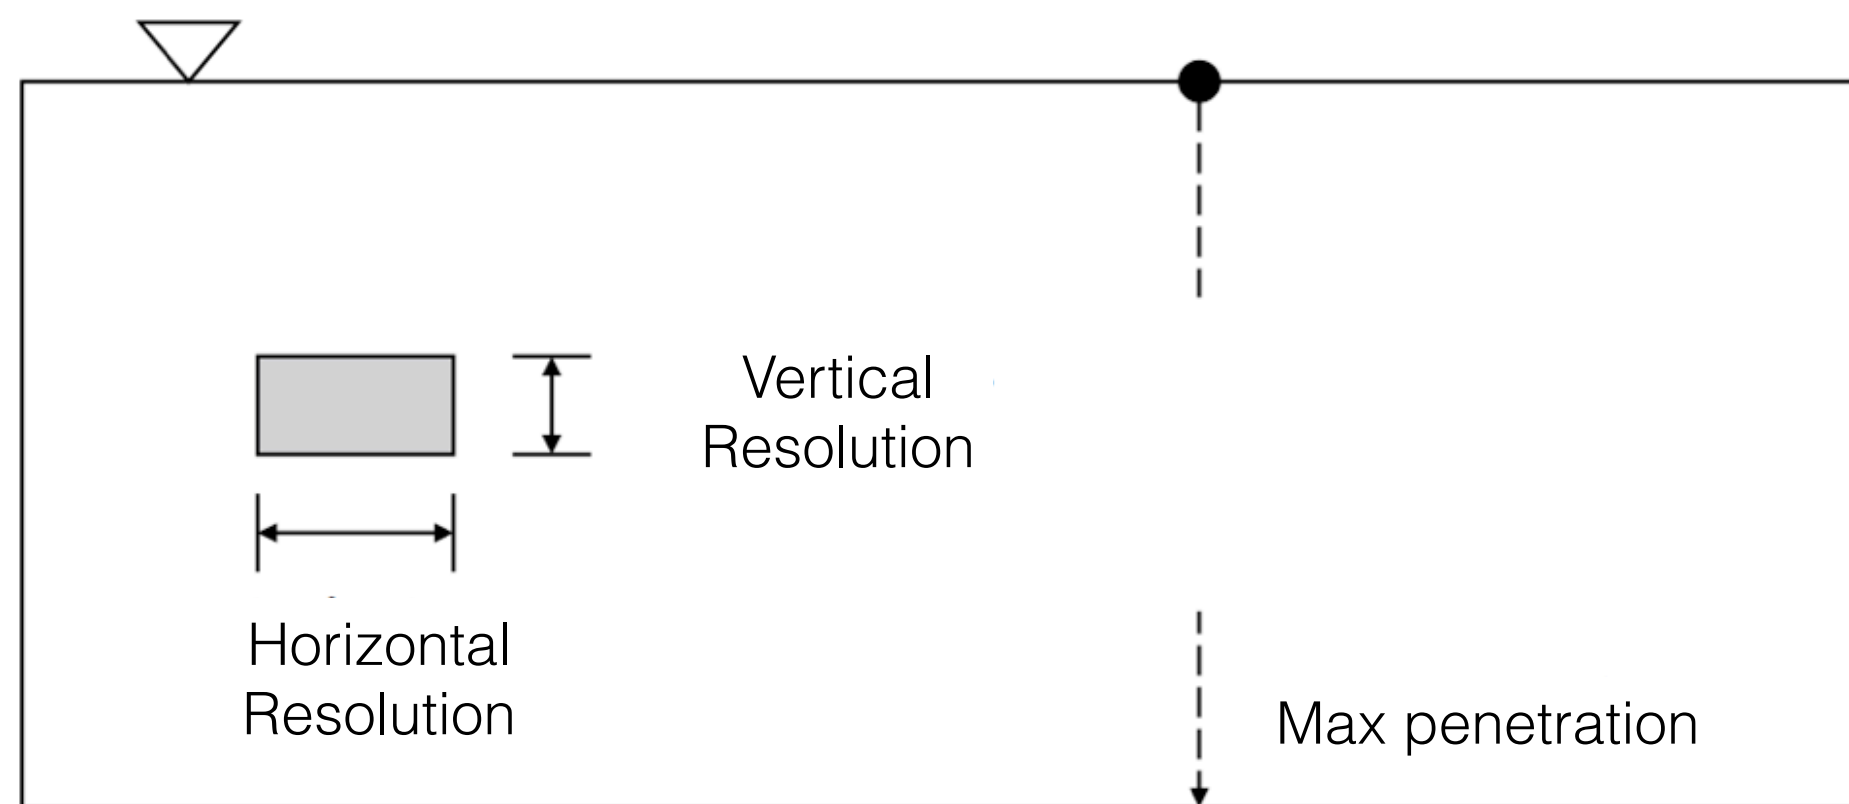 Vertical
Resolution
Horizontal
Resolution
Max penetration